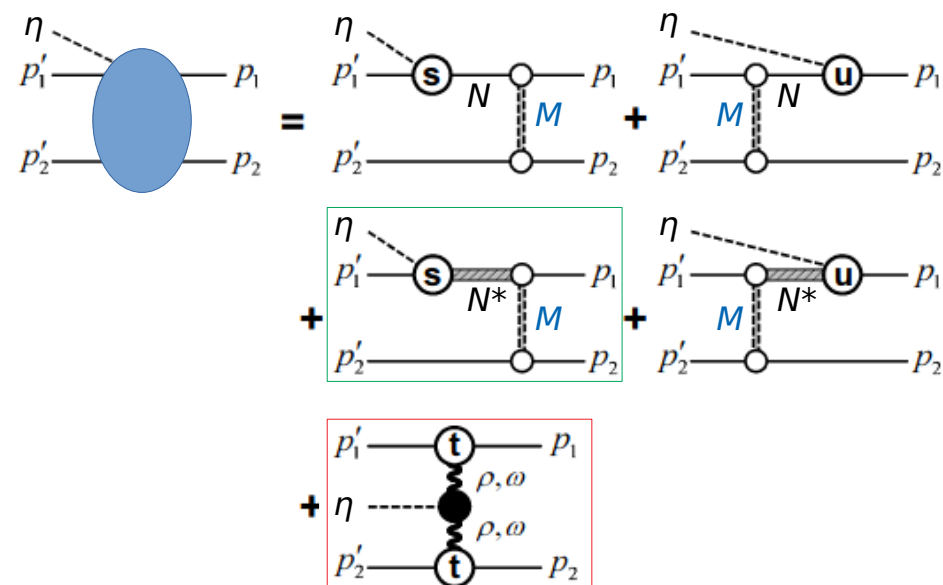 η η η
p′₁ p₁ p′₁ s N p₁ p′₁ N u p₁
= M + M
p′₂ p₂ p′₂ p₂ p′₂ p₂
η η
p′₁ s N* p₁ p′₁ N* u p₁
+ M + M
p′₂ p₂ p′₂ p₂
p′₁ t p₁
ρ,ω
+ η
ρ,ω
p′₂ t p₂